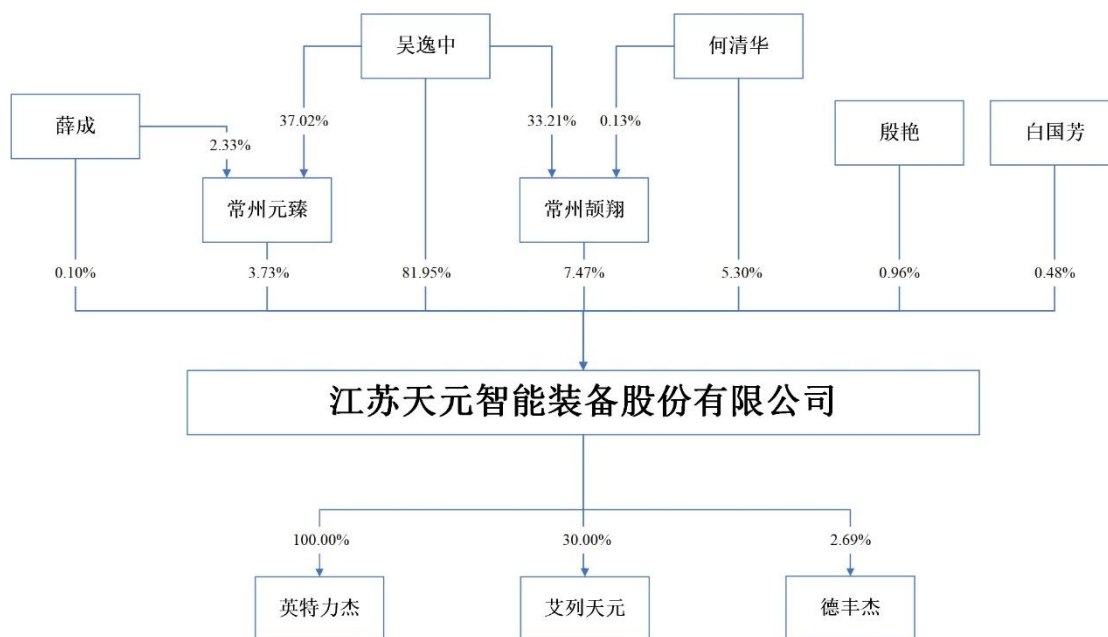 吴逸中
何清华
薛成
37.02%
33.21%
0.13%
殷艳
白国芳
2.33%
常州元臻
常州颉翔
0.10%
3.73%
81.95%
7.47%
5.30%
0.96%
0.48%
江苏天元智能装备股份有限公司
100.00%
30.00%
2.69%
英特力杰
艾列天元
德丰杰